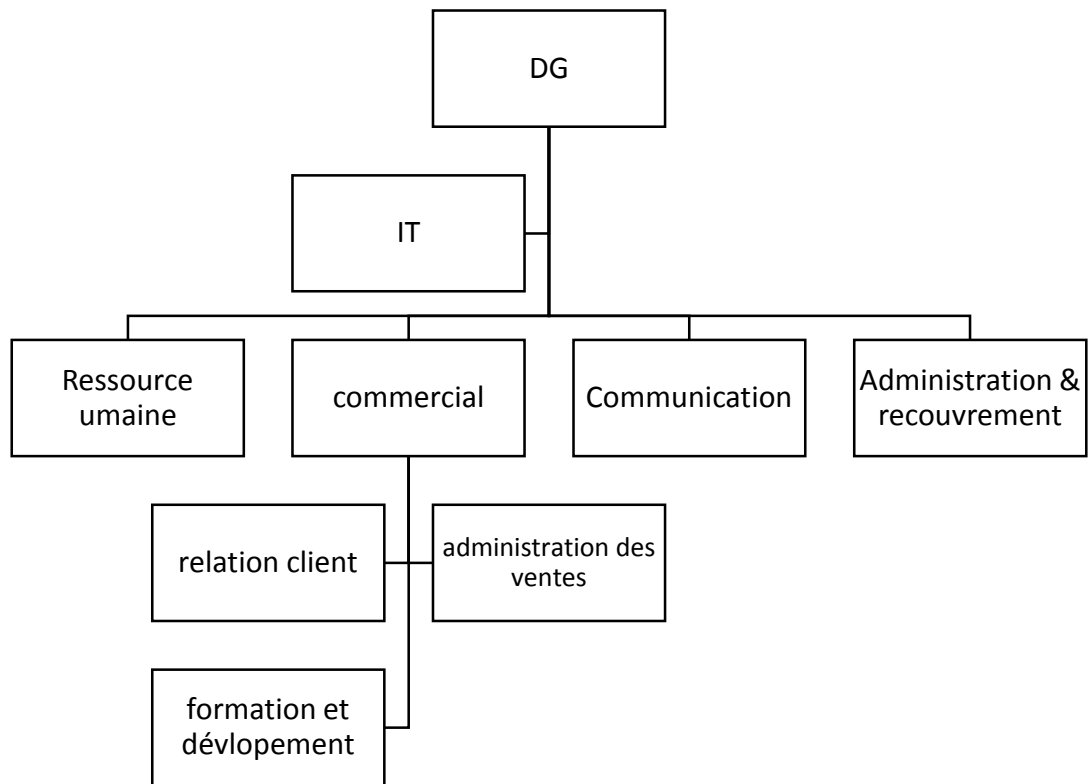 DG
IT
Ressource
umaine
commercial
Communication
Administration &
recouvrement
relation client
administration des
ventes
formation et
dévlopement